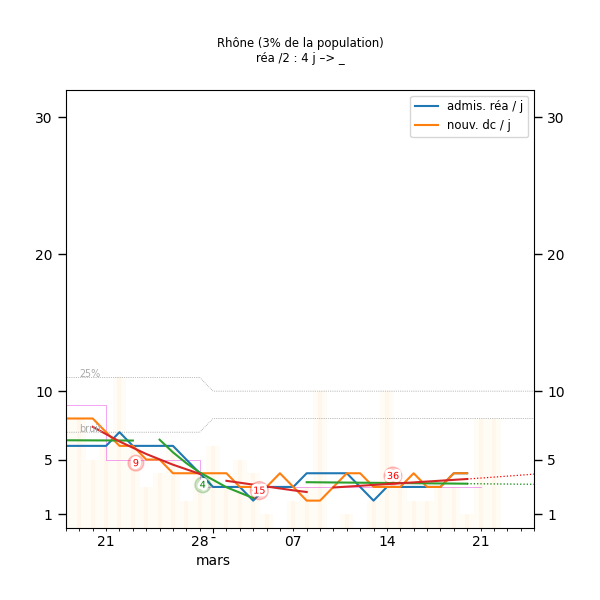 Rhône (3% de la population)
réa /2 : 4 j –> _
admis. réa / j
nouv. dc / j
30 30
20 20
25%
10 10
bruit
9
5 5
4
15
36
1 1
21 28 07 14 21
mars